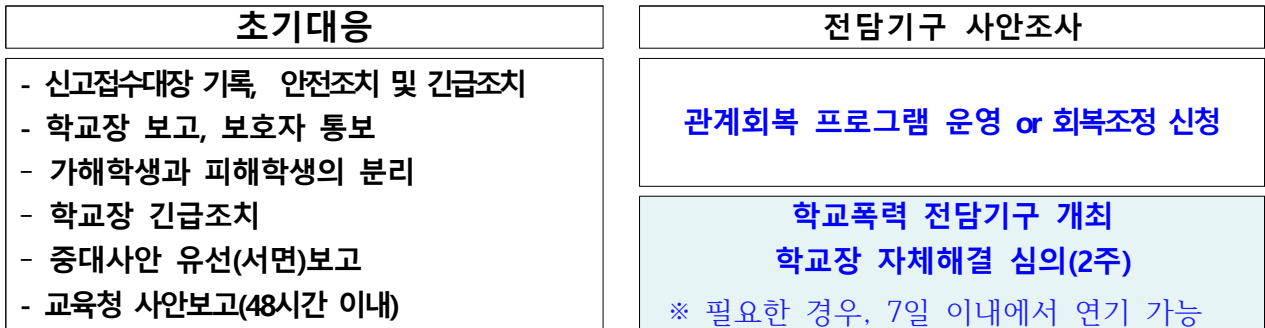 초기대응
- 신고접수대장 기록, 안전조치 및 긴급조치
- 학교장 보고, 보호자 통보
- 가해학생과 피해학생의 분리
- 학교장 긴급조치
- 중대사안 유선(서면)보고
- 교육청 사안보고(48시간 이내)
전담기구 사안조사
관계회복 프로그램 운영 or 회복조정 신청
학교폭력 전담기구 개최
학교장 자체해결 심의(2주)
※ 필요한 경우, 7일 이내에서 연기 가능